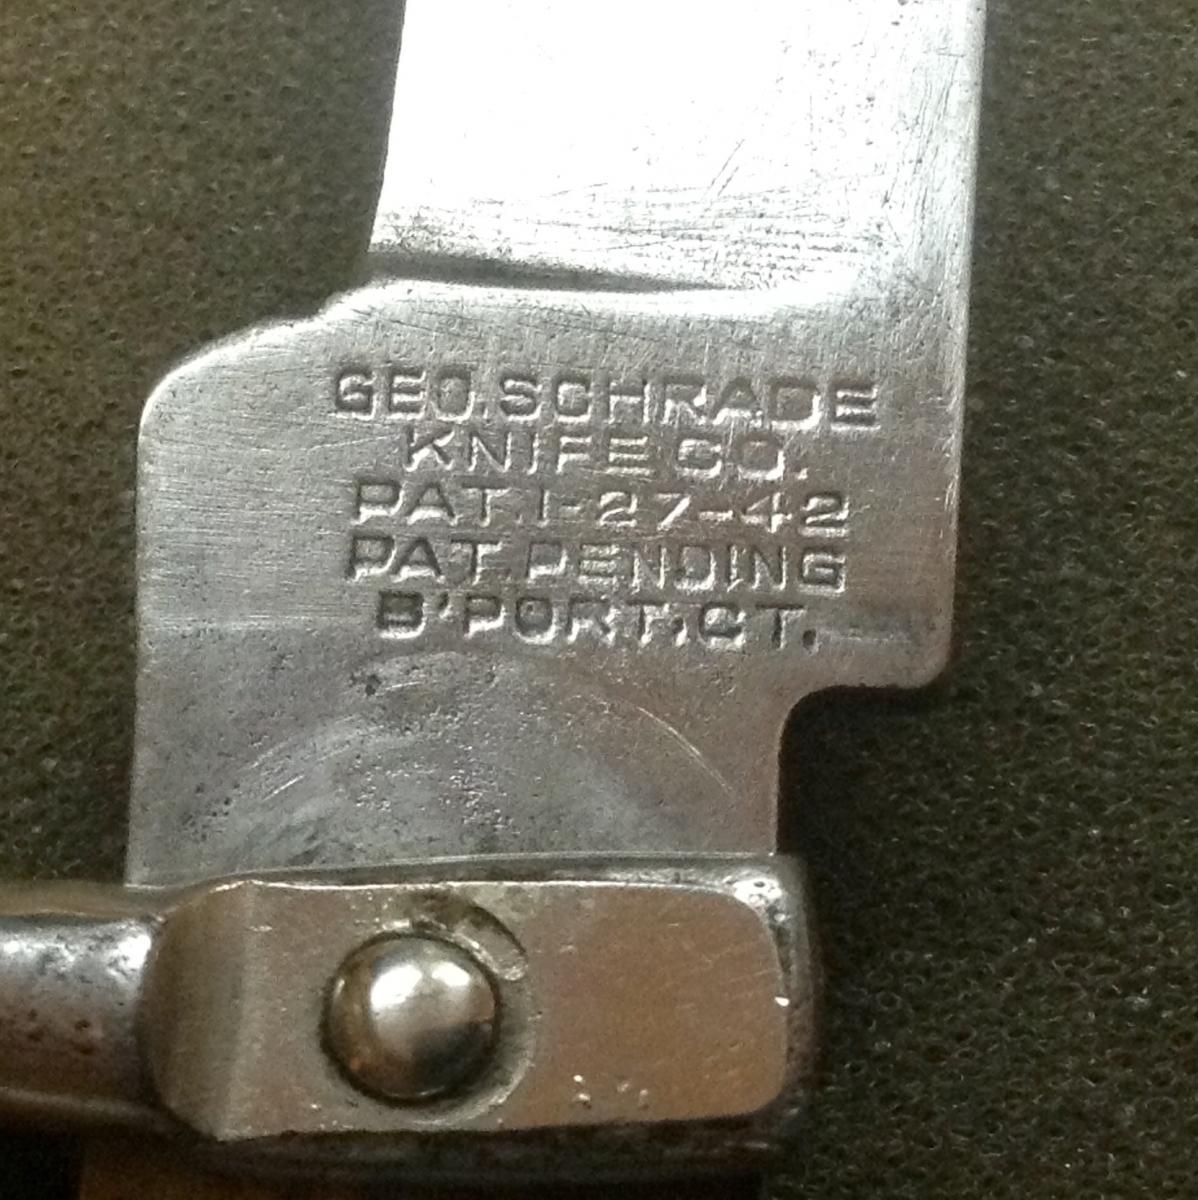 GEO. SCHRADE
KNIFE CO.
PAT. 1-27-42
PAT. PENDING
B'PORT. CT.